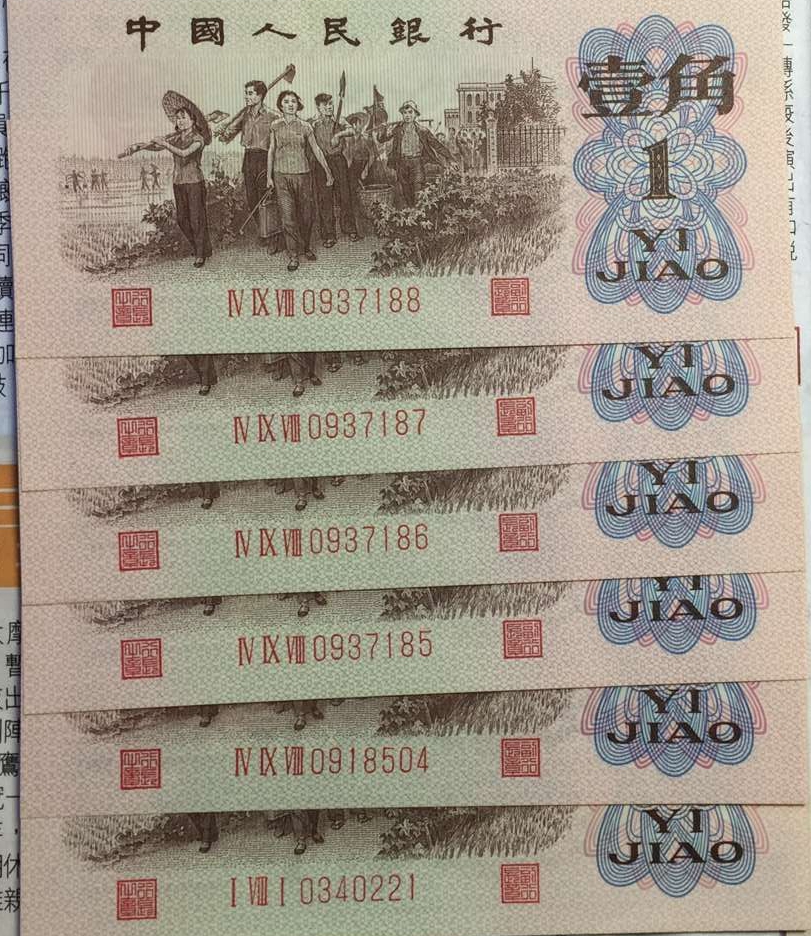 中國人民銀行
壹角
1
YI
JIAO
Ⅳ Ⅸ Ⅷ 0937188
YI
JIAO
Ⅳ Ⅸ Ⅷ 0937187
YI
JIAO
Ⅳ Ⅸ Ⅷ 0937186
YI
JIAO
Ⅳ Ⅸ Ⅷ 0937185
YI
JIAO
Ⅳ Ⅸ Ⅷ 0918504
YI
JIAO
Ⅰ Ⅷ Ⅰ 0340221